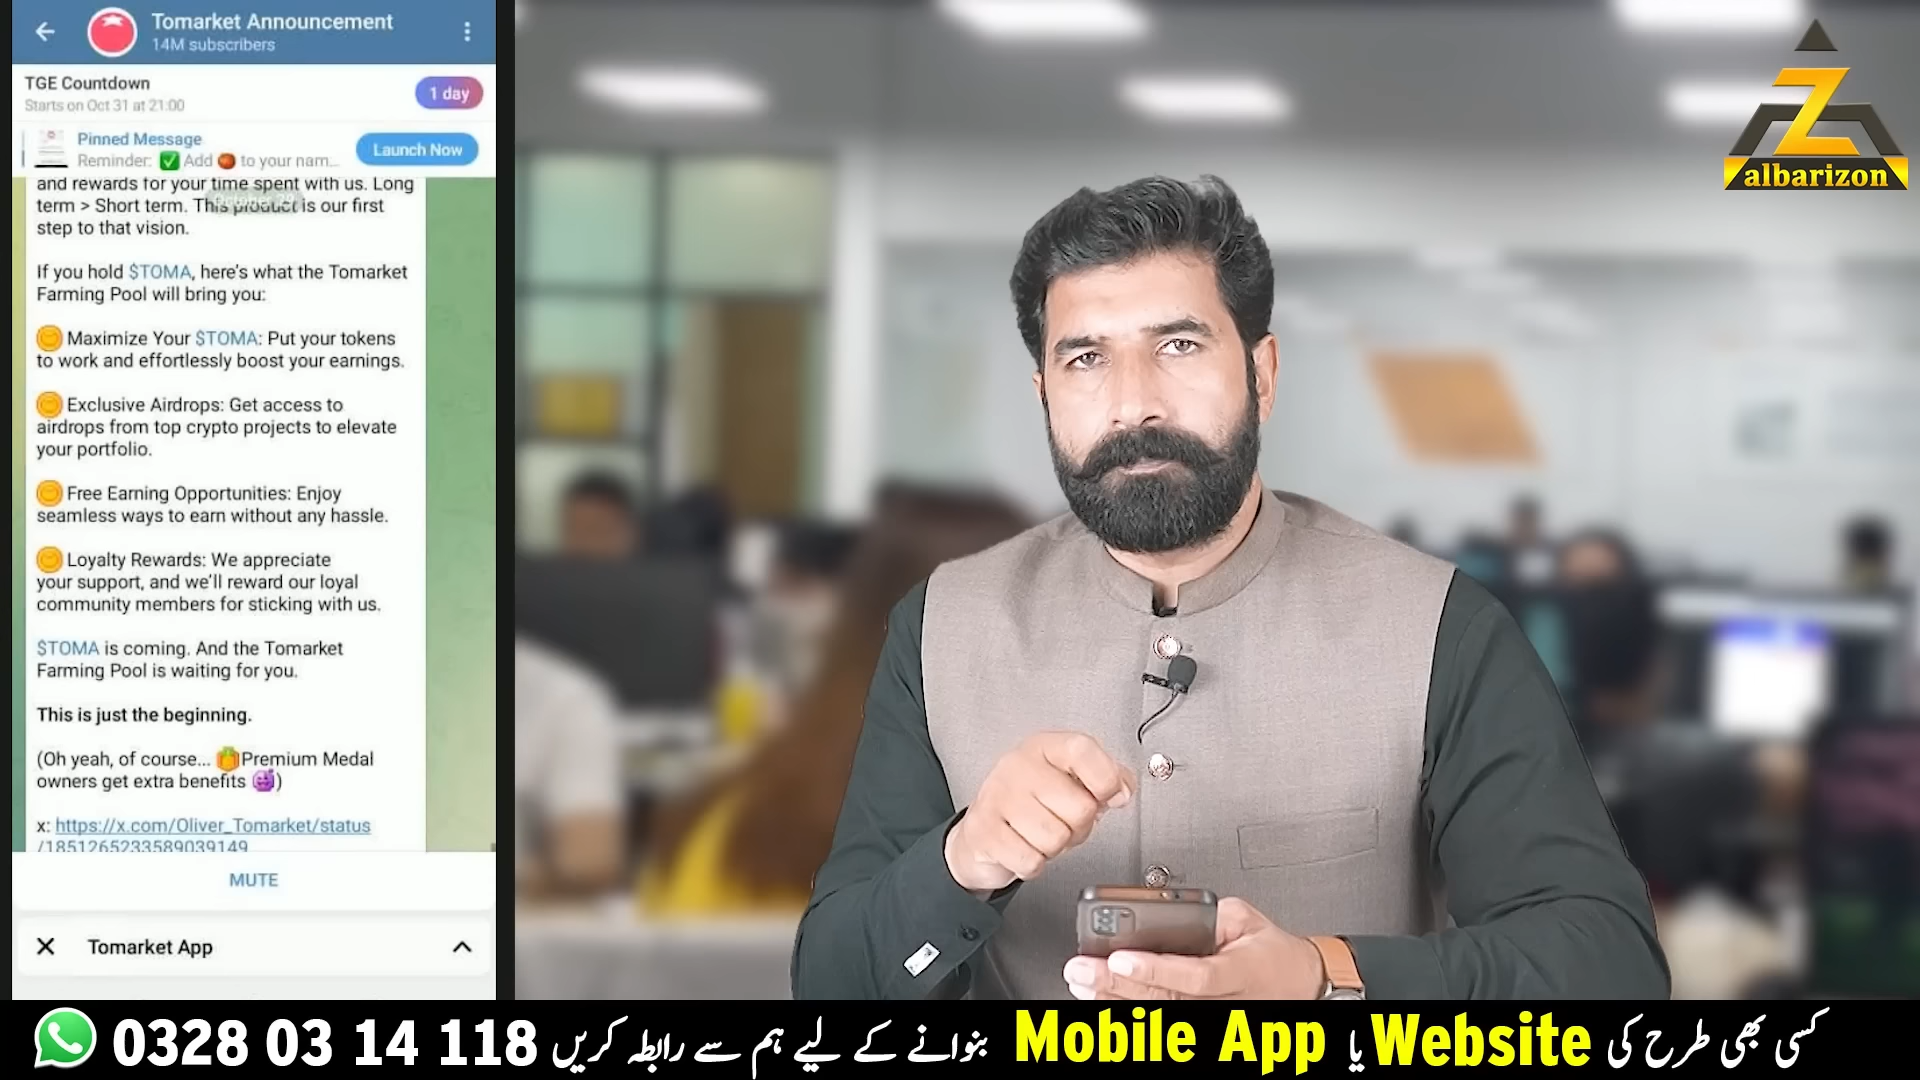 Tomarket Announcement
14M subscribers
TGE Countdown
Starts on Oct 31 at 21:00
1 day
Pinned Message
Reminder: ✅ Add 🍅 to your nam...
Launch Now
and rewards for your time spent with us. Long
term > Short term. This product is our first
step to that vision.
If you hold $TOMA, here's what the Tomarket
Farming Pool will bring you:
🪙 Maximize Your $TOMA: Put your tokens
to work and effortlessly boost your earnings.
🪙 Exclusive Airdrops: Get access to
airdrops from top crypto projects to elevate
your portfolio.
🪙 Free Earning Opportunities: Enjoy
seamless ways to earn without any hassle.
🪙 Loyalty Rewards: We appreciate
your support, and we'll reward our loyal
community members for sticking with us.
$TOMA is coming. And the Tomarket
Farming Pool is waiting for you.
This is just the beginning.
(Oh yeah, of course... Premium Medal
owners get extra benefits)
x: https://x.com/Oliver_Tomarket/status
/1851265233589039149
MUTE
Tomarket App
Z
albarizon
کسی بھی طرح کی Website یا Mobile App بنوانے کے لیے ہم سے رابطہ کریں 0328 03 14 118